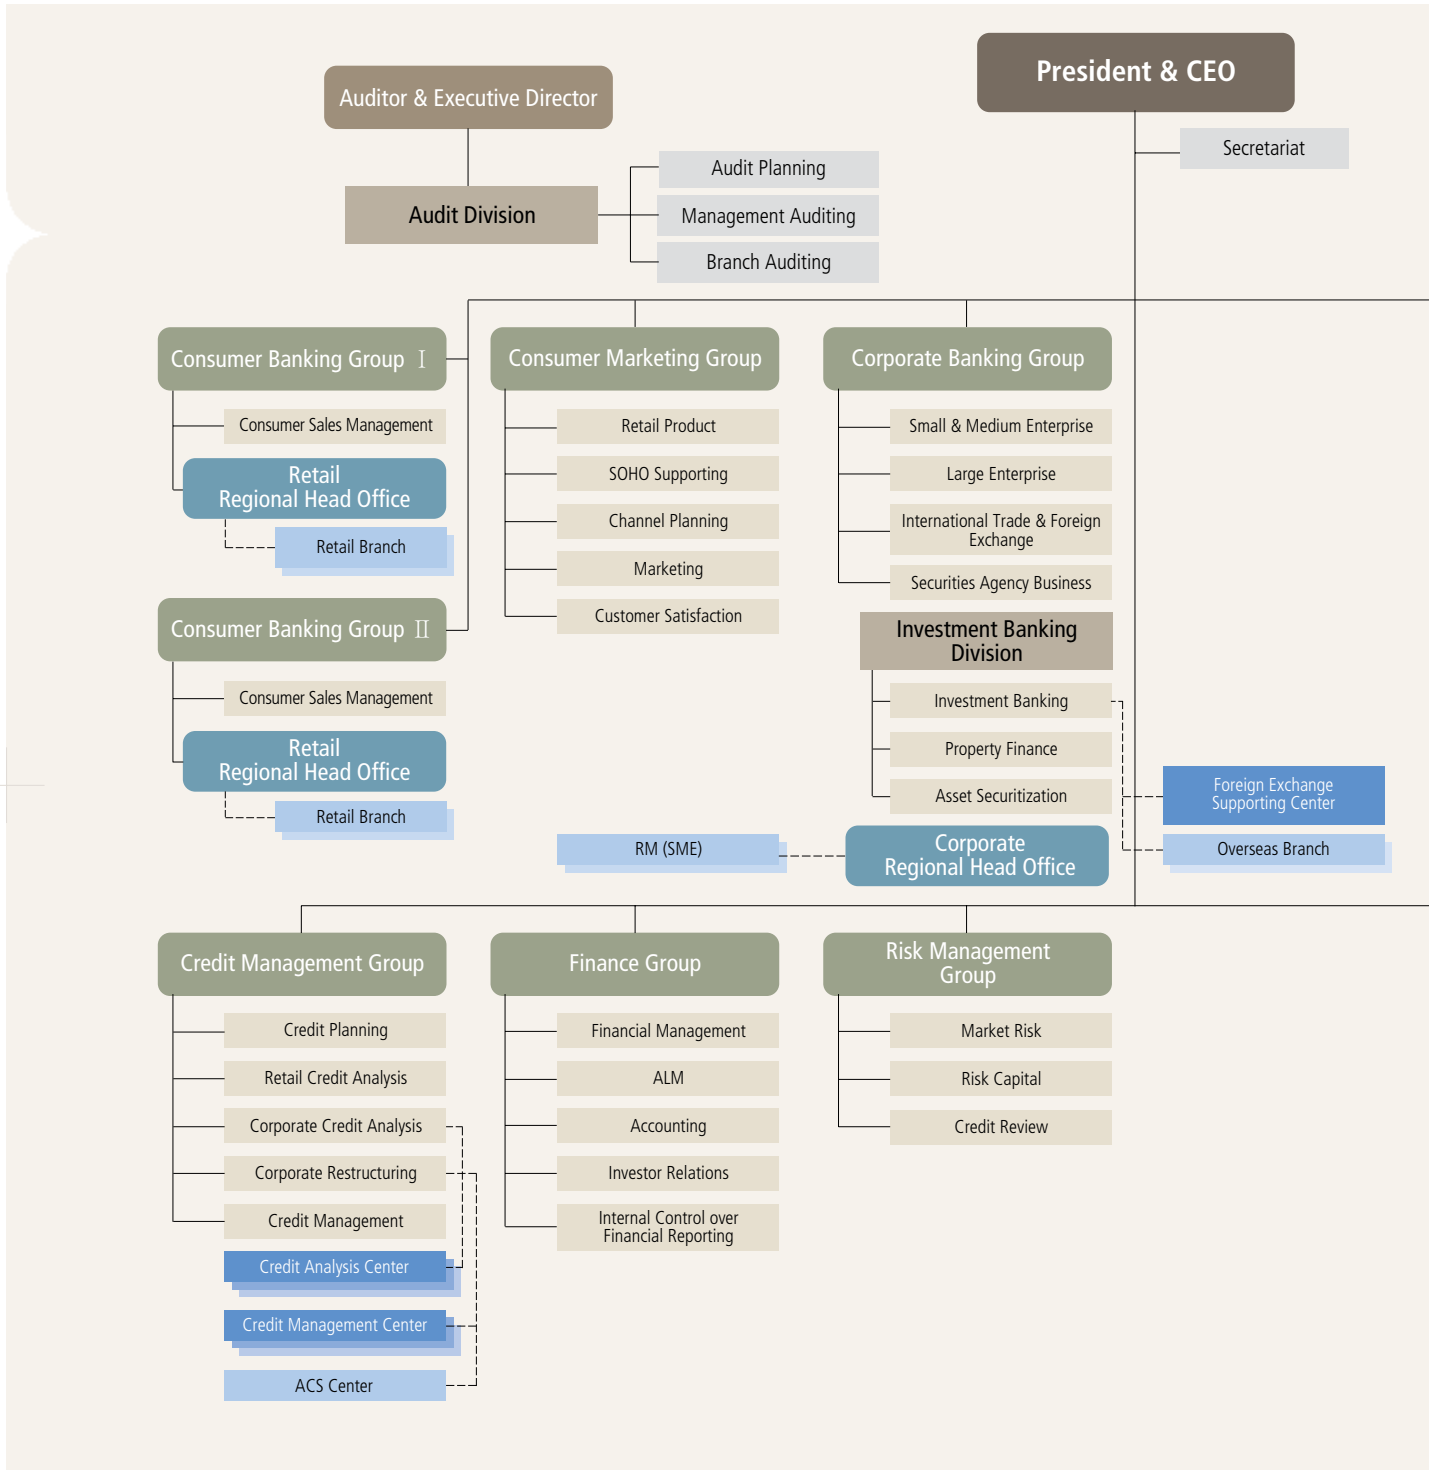 President & CEO
Auditor & Executive Director
Secretariat
Audit Division
Audit Planning
Management Auditing
Branch Auditing
Consumer Banking Group Ⅰ
Consumer Sales Management
Retail
Regional Head Office
Retail Branch
Consumer Banking Group Ⅱ
Consumer Sales Management
Retail
Regional Head Office
Retail Branch
Consumer Marketing Group
Retail Product
SOHO Supporting
Channel Planning
Marketing
Customer Satisfaction
Corporate Banking Group
Small & Medium Enterprise
Large Enterprise
International Trade & Foreign
Exchange
Securities Agency Business
Investment Banking
Division
Investment Banking
Property Finance
Asset Securitization
Foreign Exchange
Supporting Center
Overseas Branch
RM (SME)
Corporate
Regional Head Office
Credit Management Group
Credit Planning
Retail Credit Analysis
Corporate Credit Analysis
Corporate Restructuring
Credit Management
Credit Analysis Center
Credit Management Center
ACS Center
Finance Group
Financial Management
ALM
Accounting
Investor Relations
Internal Control over
Financial Reporting
Risk Management
Group
Market Risk
Risk Capital
Credit Review